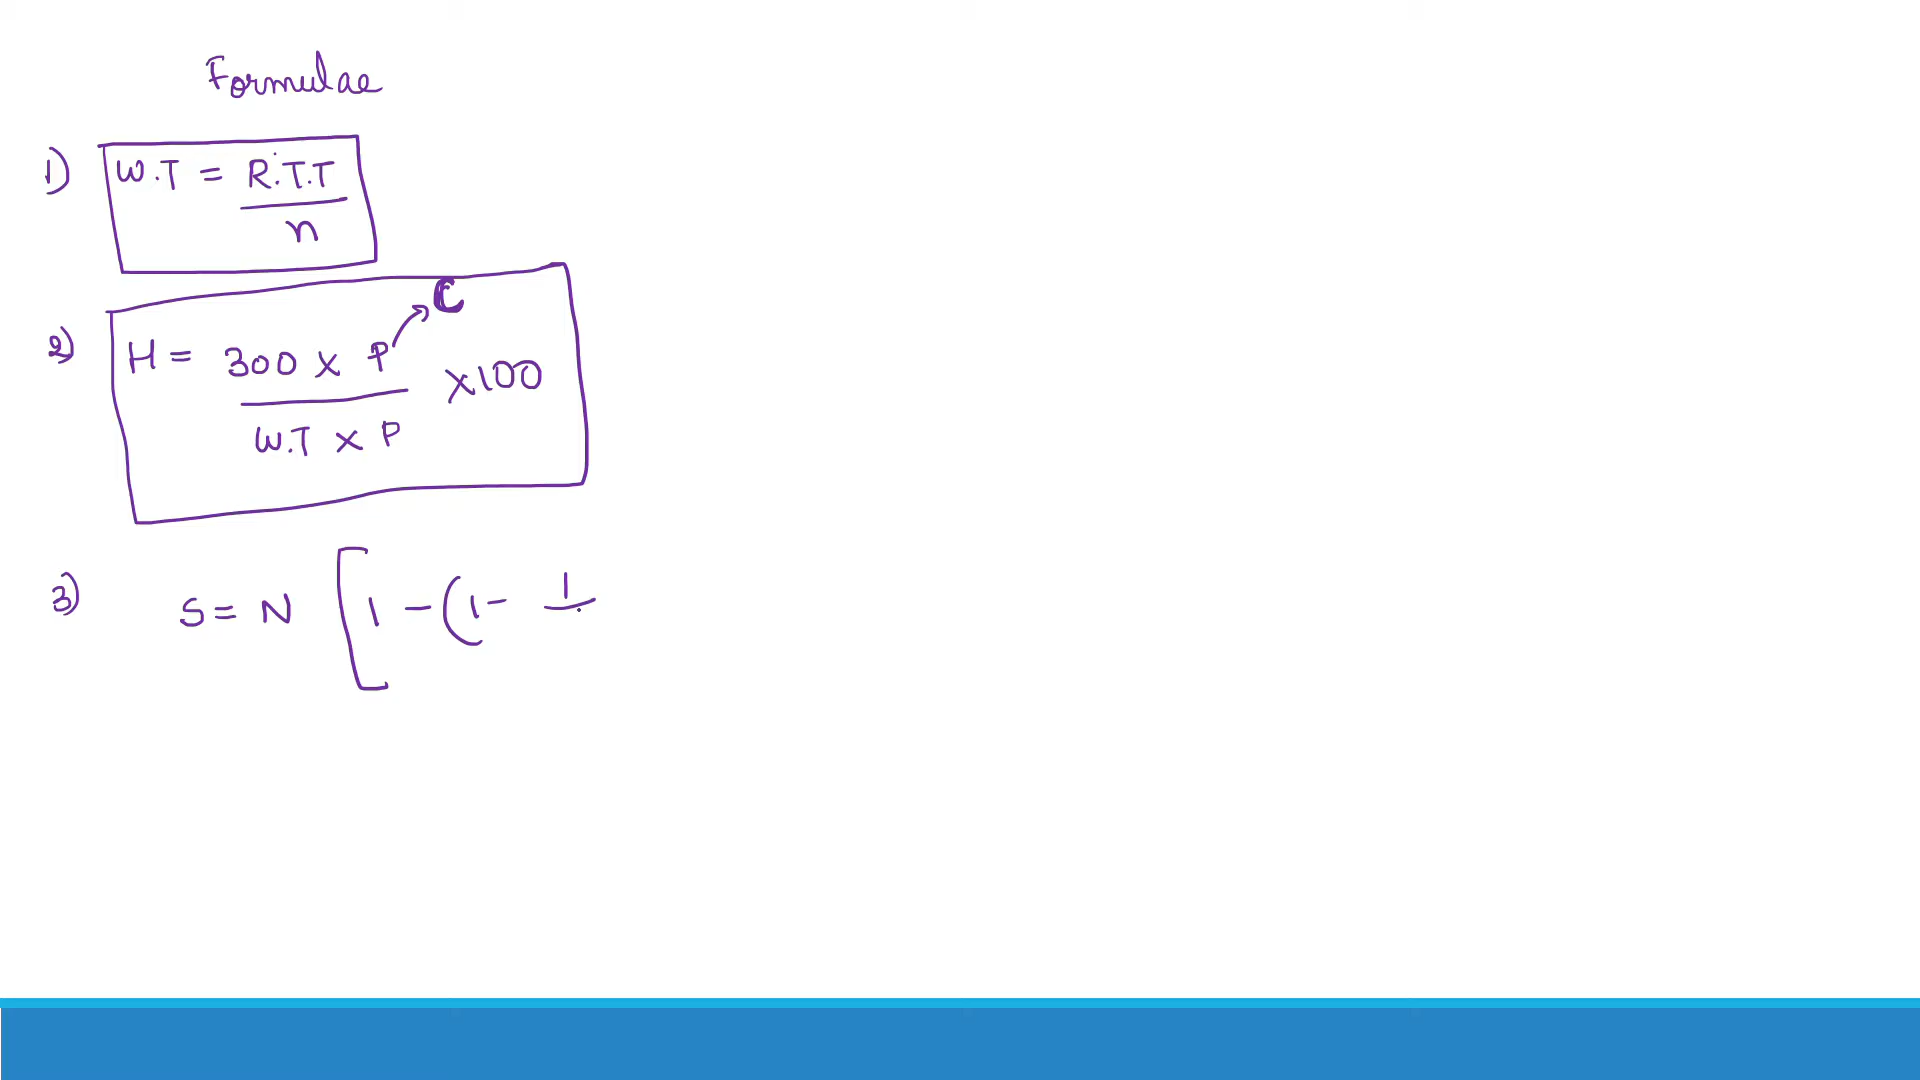 Formulae
1) W.T = R.T.T
n
C
2) H = 300 x P x100
W.T x P
3) S = N [ 1 - ( 1 - 1